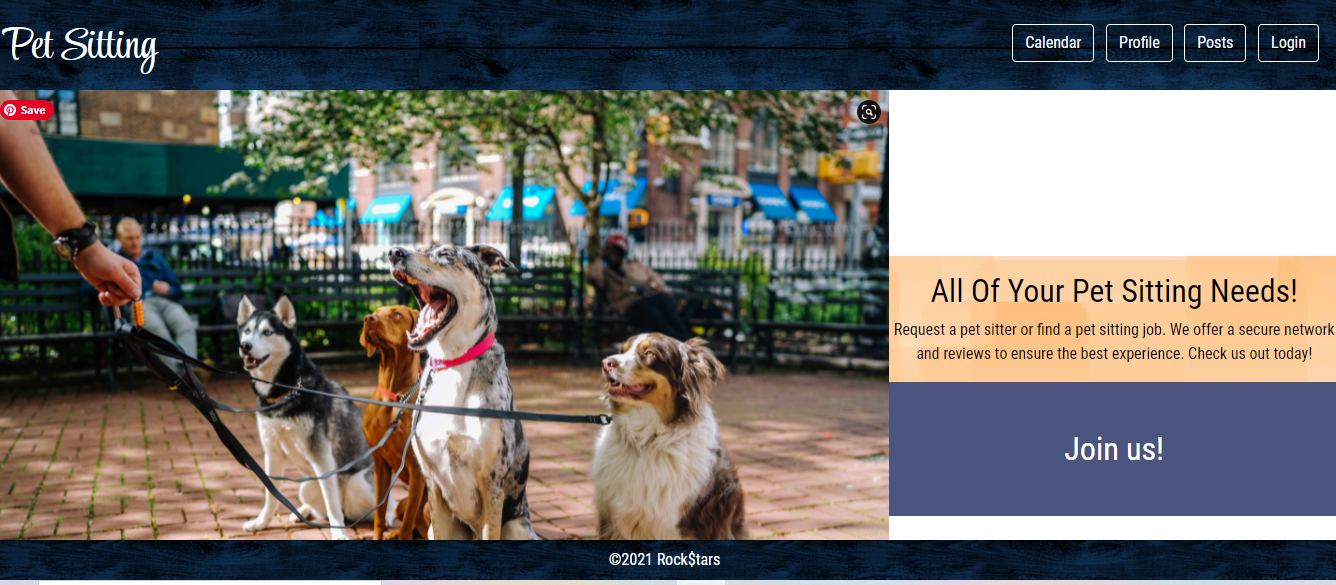 Pet Sitting
Calendar
Profile
Posts
Login
Save
All Of Your Pet Sitting Needs!
Request a pet sitter or find a pet sitting job. We offer a secure network
and reviews to ensure the best experience. Check us out today!
Join us!
©2021 Rock$tars